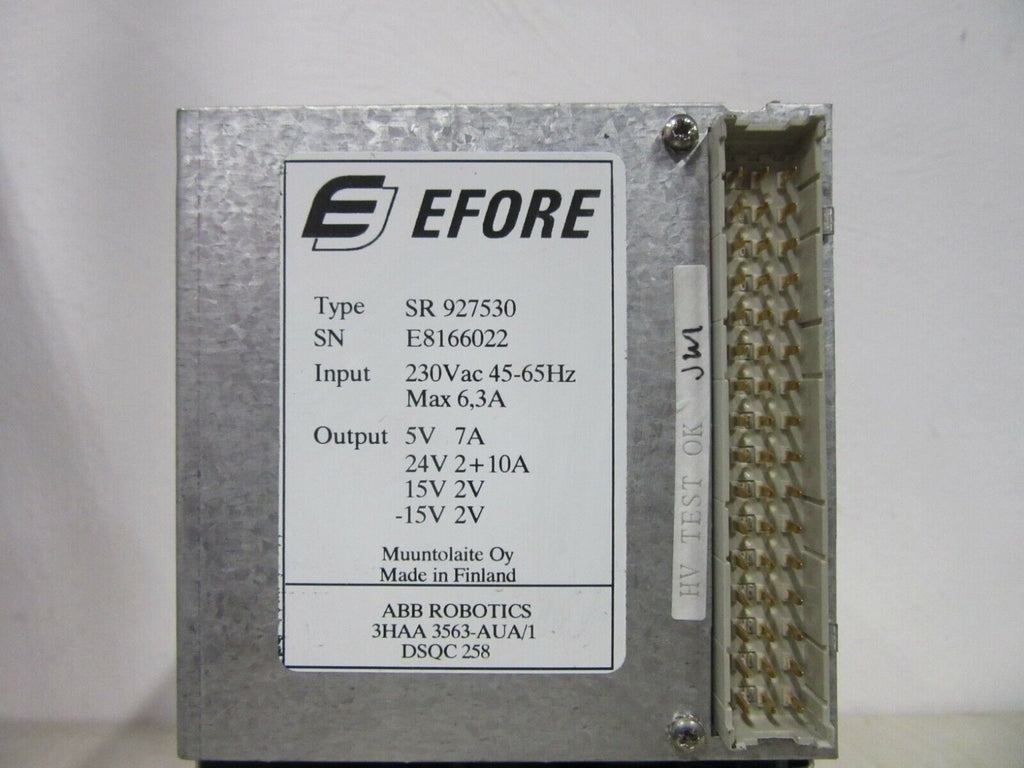 EFORE
Type SR 927530
SN E8166022
Input 230Vac 45-65Hz
Max 6,3A
Output 5V 7A
24V 2+10A
15V 2V
-15V 2V
Muuntolaite Oy
Made in Finland
ABB ROBOTICS
3HAA 3563-AUA/1
DSQC 258
HV TEST OK